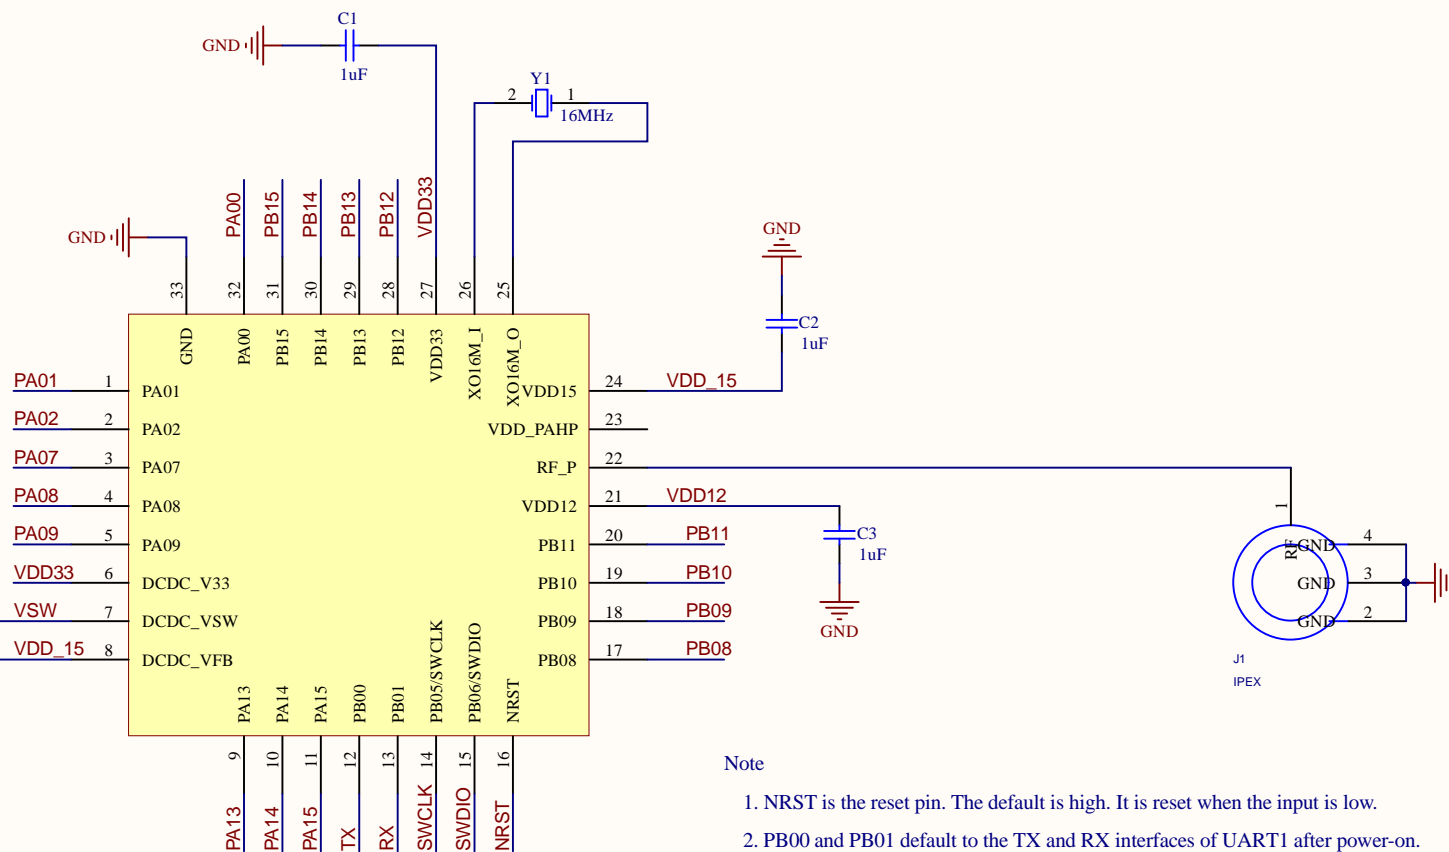 C1
GND
1uF
Y1
2
1
16MHz
PA00
PB15
PB14
PB13
PB12
VDD33
GND
GND
33
32
31
30
29
28
27
26
25
GND
PA00
PB15
PB14
PB13
PB12
VDD33
XO16M_I
XO16M_O
C2
1uF
PA01
1
PA01
VDD15
24
VDD_15
PA02
2
PA02
VDD_PAHP
23
PA07
3
PA07
RF_P
22
PA08
4
PA08
VDD12
21
VDD12
PA09
5
PA09
PB11
20
PB11
VDD33
6
DCDC_V33
PB10
19
PB10
VSW
7
DCDC_VSW
PB09
18
PB09
VDD_15
8
DCDC_VFB
PB08
17
PB08
C3
1uF
GND
1
RF
GND
4
GND
3
GND
2
J1
IPEX
PA13
PA14
PA15
PB00
PB01
PB05/SWCLK
PB06/SWDIO
NRST
9
10
11
12
13
14
15
16
PA13
PA14
PA15
TX
RX
SWCLK
SWDIO
NRST
Note
1. NRST is the reset pin. The default is high. It is reset when the input is low.
2. PB00 and PB01 default to the TX and RX interfaces of UART1 after power-on.